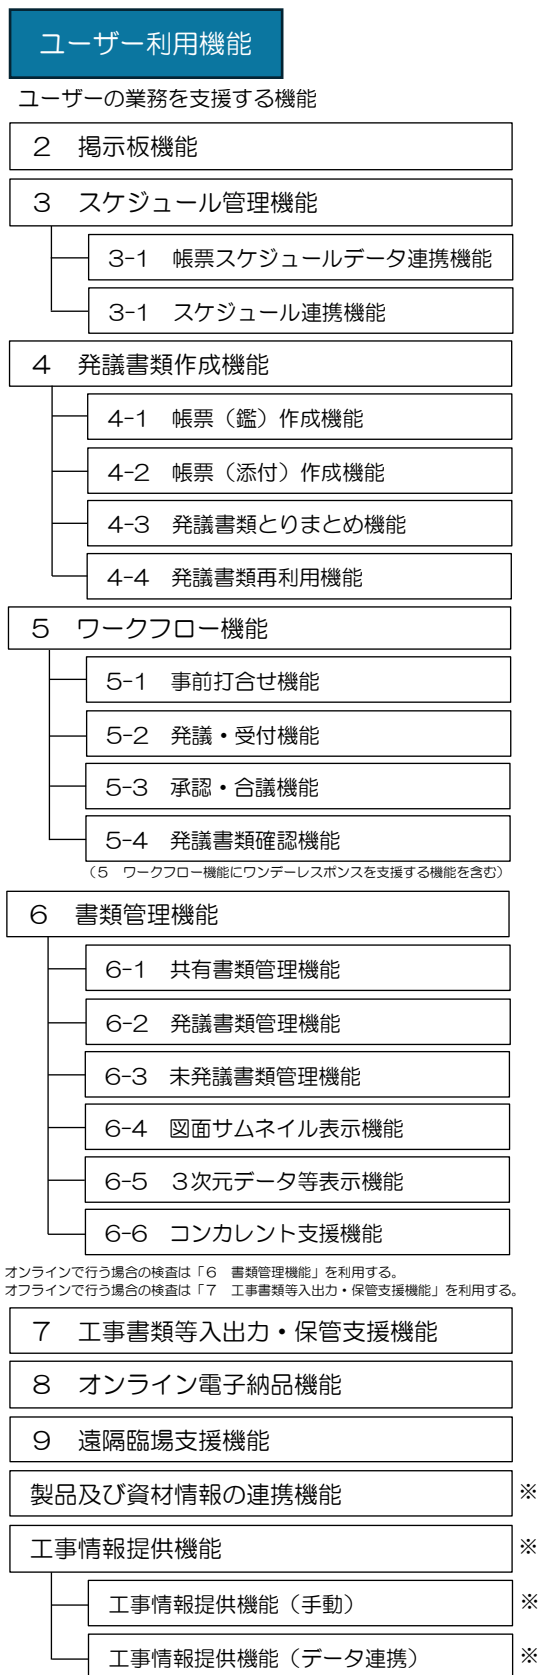 ユーザー利用機能
ユーザーの業務を支援する機能
2　掲示板機能
3　スケジュール管理機能
3-1　帳票スケジュールデータ連携機能
3-1　スケジュール連携機能
4　発議書類作成機能
4-1　帳票（鑑）作成機能
4-2　帳票（添付）作成機能
4-3　発議書類とりまとめ機能
4-4　発議書類再利用機能
5　ワークフロー機能
5-1　事前打合せ機能
5-2　発議・受付機能
5-3　承認・合議機能
5-4　発議書類確認機能
（5　ワークフロー機能にワンデーレスポンスを支援する機能を含む）
6　書類管理機能
6-1　共有書類管理機能
6-2　発議書類管理機能
6-3　未発議書類管理機能
6-4　図面サムネイル表示機能
6-5　3次元データ等表示機能
6-6　コンカレント支援機能
オンラインで行う場合の検査は「6　書類管理機能」を利用する。
オフラインで行う場合の検査は「7　工事書類等入出力・保管支援機能」を利用する。
7　工事書類等入出力・保管支援機能
8　オンライン電子納品機能
9　遠隔臨場支援機能
製品及び資材情報の連携機能　※
工事情報提供機能　※
工事情報提供機能（手動）　※
工事情報提供機能（データ連携）　※